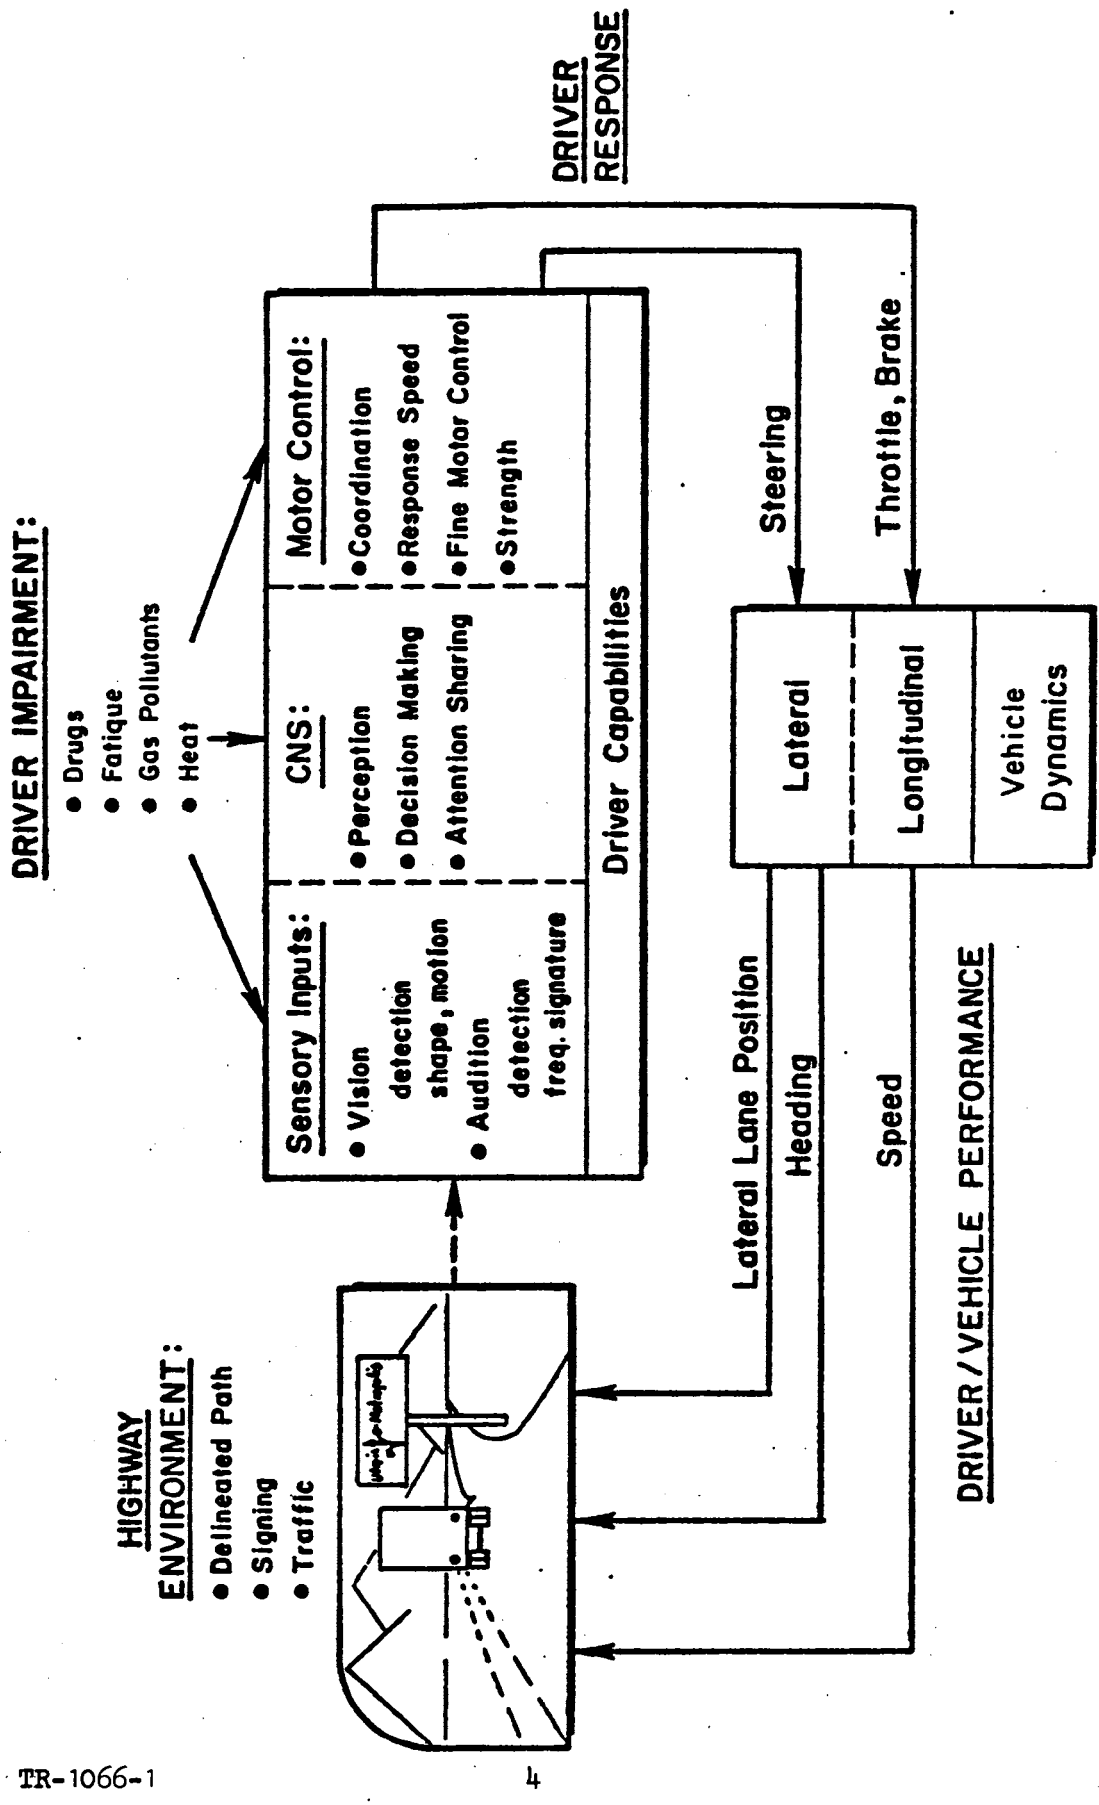 DRIVER IMPAIRMENT:
● Drugs
● Fatique
● Gas Pollutants
● Heat
HIGHWAY
ENVIRONMENT:
● Delineated Path
● Signing
● Traffic
Sensory Inputs:
● Vision
detection
shape, motion
● Audition
detection
freq. signature
CNS:
● Perception
● Decision Making
● Attention Sharing
Motor Control:
● Coordination
● Response Speed
● Fine Motor Control
● Strength
Driver Capabilities
DRIVER
RESPONSE
Steering
Throttle, Brake
Lateral
Longitudinal
Vehicle
Dynamics
Lateral Lane Position
Heading
Speed
DRIVER / VEHICLE PERFORMANCE
TR-1066-1
4